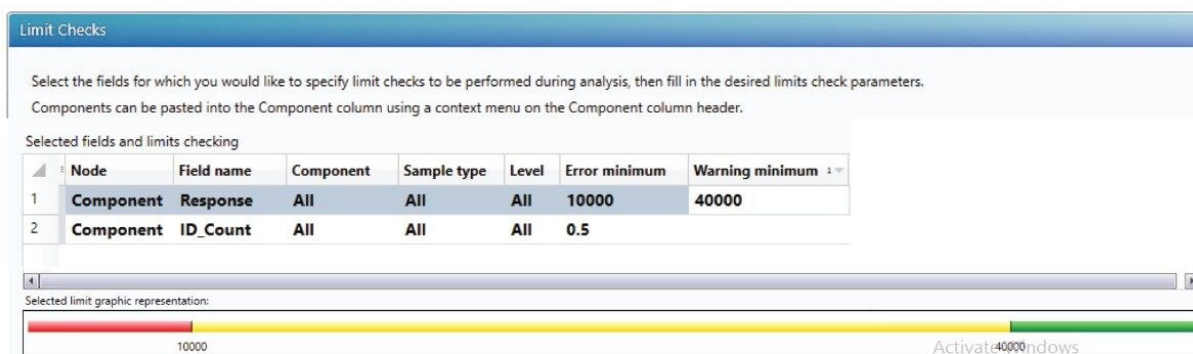 Limit Checks
Select the fields for which you would like to specify limit checks to be performed during analysis, then fill in the desired limits check parameters.
Components can be pasted into the Component column using a context menu on the Component column header.
Selected fields and limits checking
Node Field name Component Sample type Level Error minimum Warning minimum 1
1 Component Response All All All 10000 40000
2 Component ID_Count All All All 0.5
Selected limit graphic representation:
10000 40000
Activate Windows